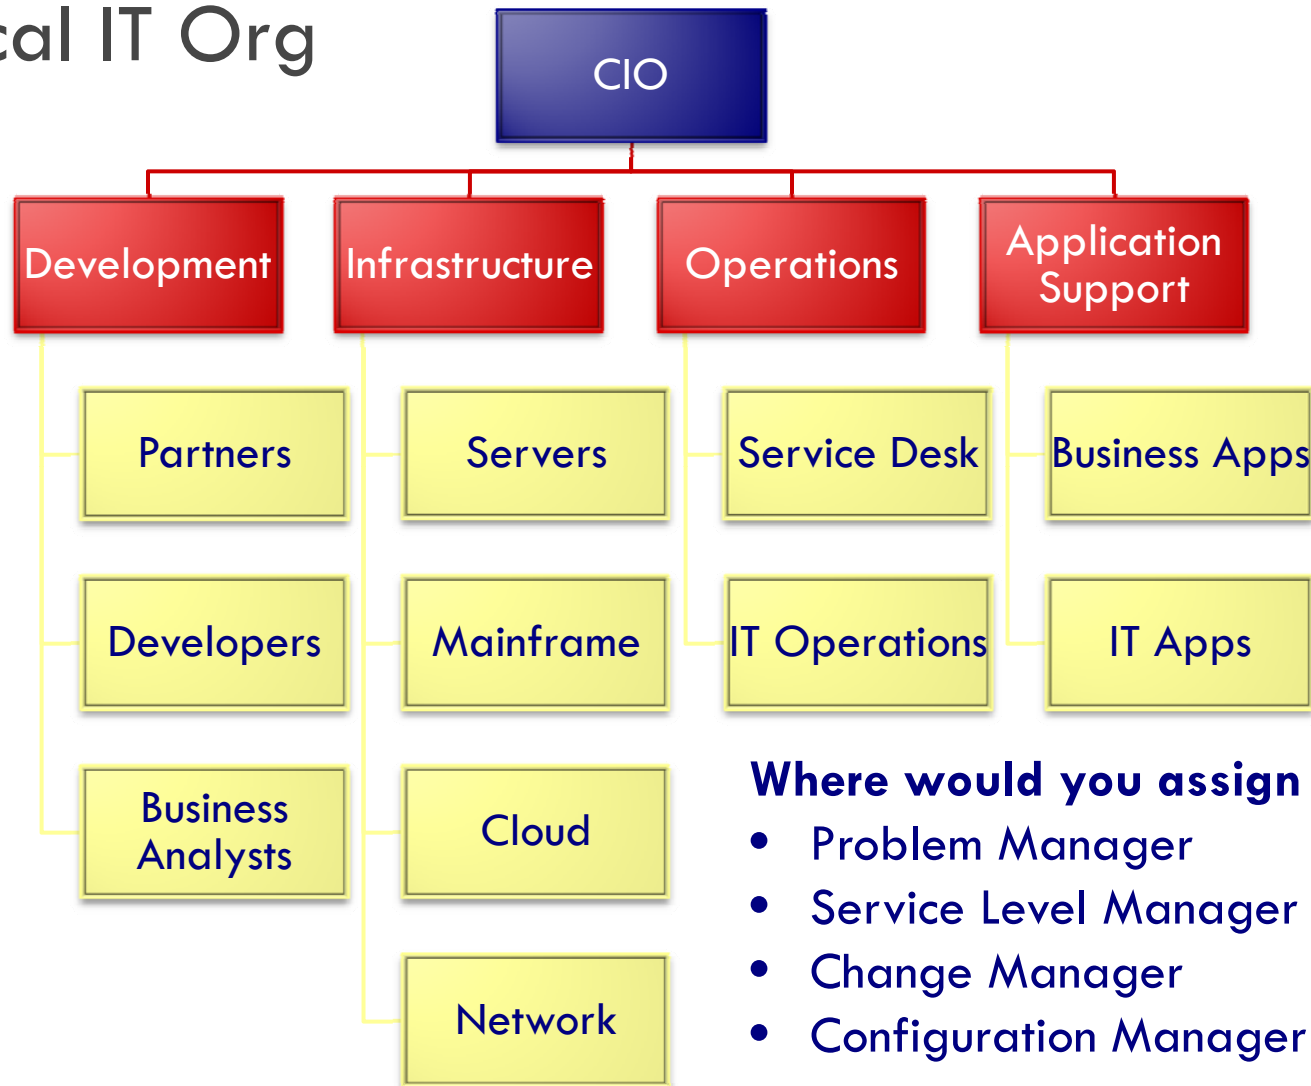 cal IT Org
CIO
Development
Infrastructure
Operations
Application
Support
Partners
Servers
Service Desk
Business Apps
Developers
Mainframe
IT Operations
IT Apps
Business
Analysts
Cloud
Network
Where would you assign
• Problem Manager
• Service Level Manager
• Change Manager
• Configuration Manager